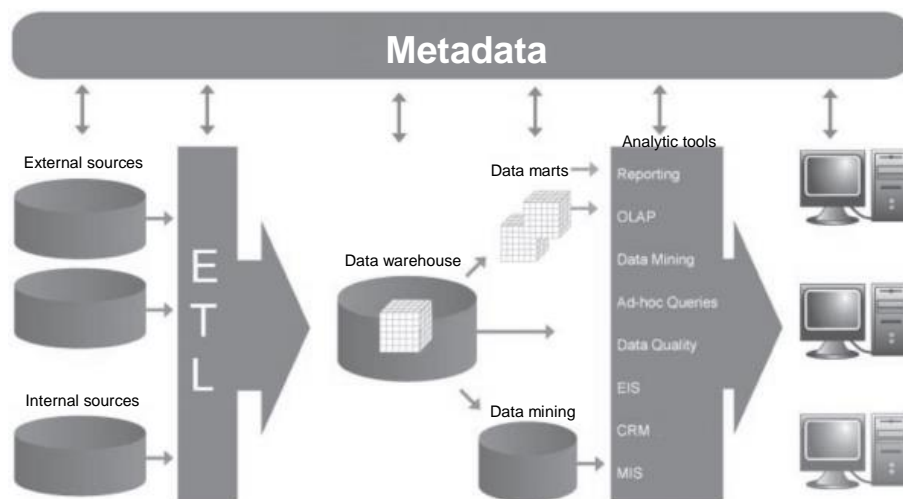 Metadata
External sources
Internal sources
E
T
L
Data warehouse
Data marts
Data mining
Analytic tools
Reporting
OLAP
Data Mining
Ad-hoc Queries
Data Quality
EIS
CRM
MIS